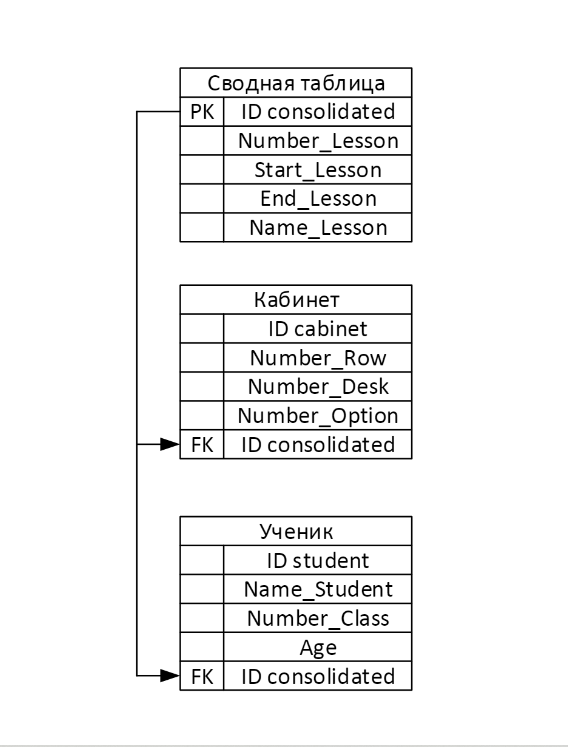 Сводная таблица
PK ID consolidated
Number_Lesson
Start_Lesson
End_Lesson
Name_Lesson
Кабинет
ID cabinet
Number_Row
Number_Desk
Number_Option
FK ID consolidated
Ученик
ID student
Name_Student
Number_Class
Age
FK ID consolidated